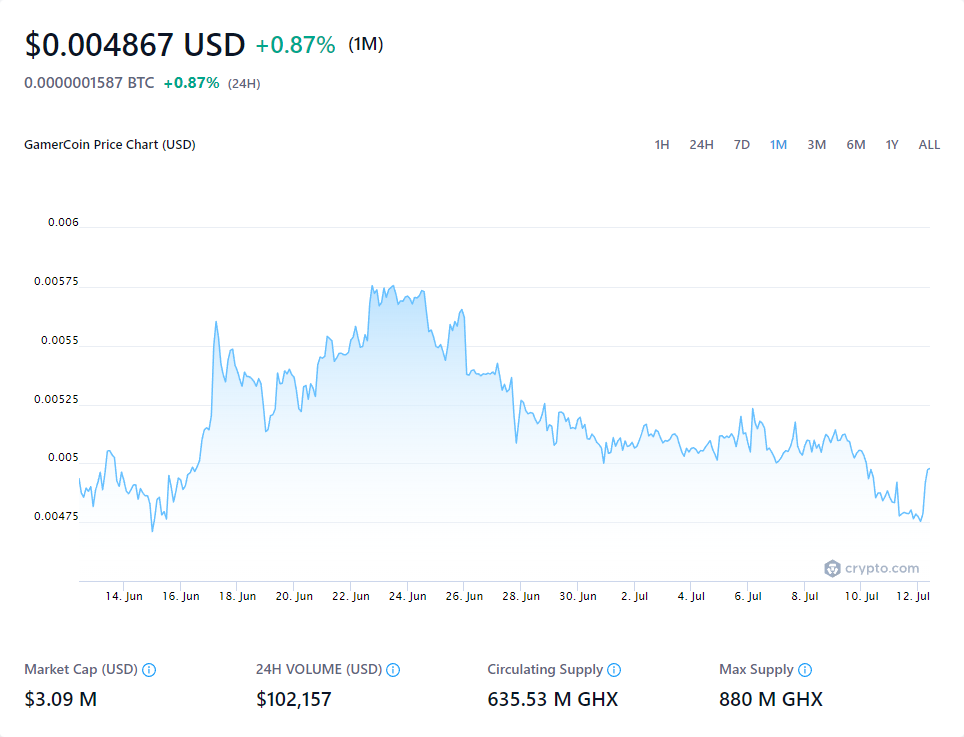 $0.004867 USD +0.87% (1M)
0.0000001587 BTC +0.87% (24H)
GamerCoin Price Chart (USD) 1H 24H 7D 1M 3M 6M 1Y ALL
0.006
0.00575
0.0055
0.00525
0.005
0.00475
crypto.com
14. Jun 16. Jun 18. Jun 20. Jun 22. Jun 24. Jun 26. Jun 28. Jun 30. Jun 2. Jul 4. Jul 6. Jul 8. Jul 10. Jul 12. Jul
Market Cap (USD) 24H VOLUME (USD) Circulating Supply Max Supply
$3.09 M $102,157 635.53 M GHX 880 M GHX